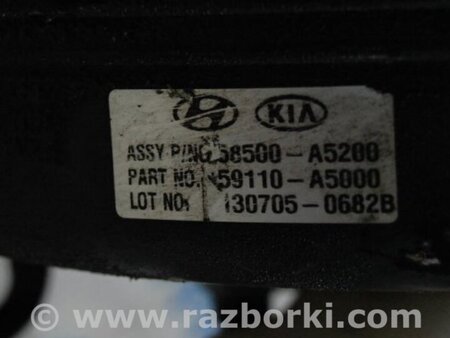 KIA
ASSY P/NO 58500-A5200
PART NO. 59110-A5000
LOT NO: 130705-0682B
© www.razborki.com